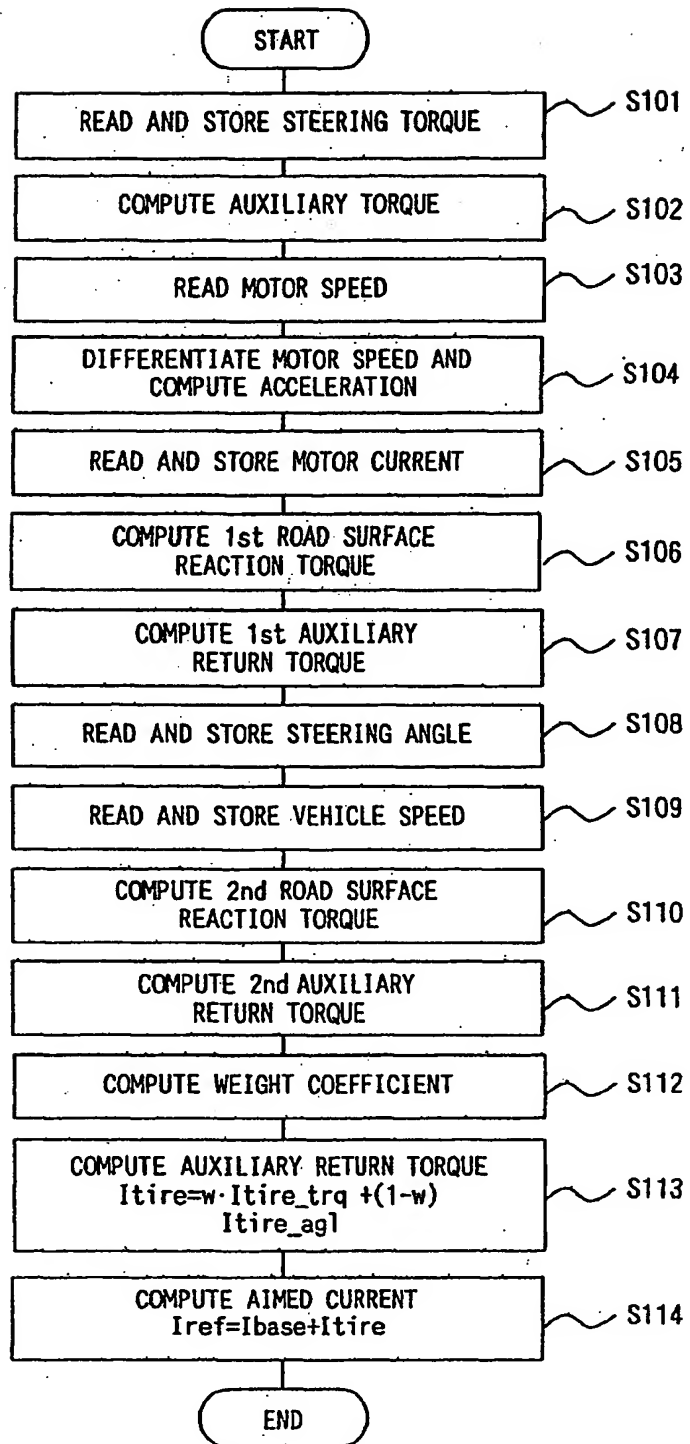 START
READ AND STORE STEERING TORQUE
S101
COMPUTE AUXILIARY TORQUE
S102
READ MOTOR SPEED
S103
DIFFERENTIATE MOTOR SPEED AND
COMPUTE ACCELERATION
S104
READ AND STORE MOTOR CURRENT
S105
COMPUTE 1st ROAD SURFACE
REACTION TORQUE
S106
COMPUTE 1st AUXILIARY
RETURN TORQUE
S107
READ AND STORE STEERING ANGLE
S108
READ AND STORE VEHICLE SPEED
S109
COMPUTE 2nd ROAD SURFACE
REACTION TORQUE
S110
COMPUTE 2nd AUXILIARY
RETURN TORQUE
S111
COMPUTE WEIGHT COEFFICIENT
S112
COMPUTE AUXILIARY RETURN TORQUE
Itire=w·Itire_trq +(1-w)
Itire_agl
S113
COMPUTE AIMED CURRENT
Iref=Ibase+Itire
S114
END